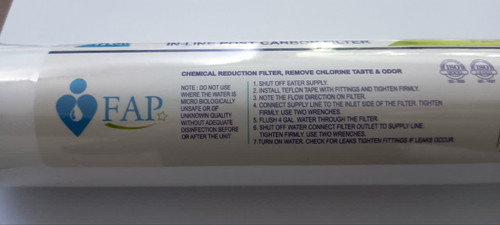 IN-LINE POST CARBON FILTER
CHEMICAL REDUCTION FILTER, REMOVE CHLORINE TASTE & ODOR.
FAP
NOTE : DO NOT USE
WHERE THE WATER IS
MICRO BIOLOGICALLY
UNSAFE OR OF
UNKNOWN QUALITY
WITHOUT ADEQUATE
DISINFECTION BEFORE
OR AFTER THE UNIT
1. SHUT OFF EATER SUPPLY.
2. INSTALL TEFLON TAPE WITH FITTINGS AND TIGHTEN FIRMLY.
3. NOTE THE FLOW DIRECTION ON FILTER.
4. CONNECT SUPPLY LINE TO THE INLET SIDE OF THE FILTER. TIGHTEN
FIRMLY. USE TWO WRENCHES.
5. FLUSH 4 GAL. WATER THROUGH THE FILTER.
6. SHUT OFF WATER CONNECT FILTER OUTLET TO SUPPLY LINE.
TIGHTEN FIRMLY. USE TWO WRENCHES.
7.TURN ON WATER. CHECK FOR LEAKS TIGHTEN FITTINGS IF LEAKS OCCUR.